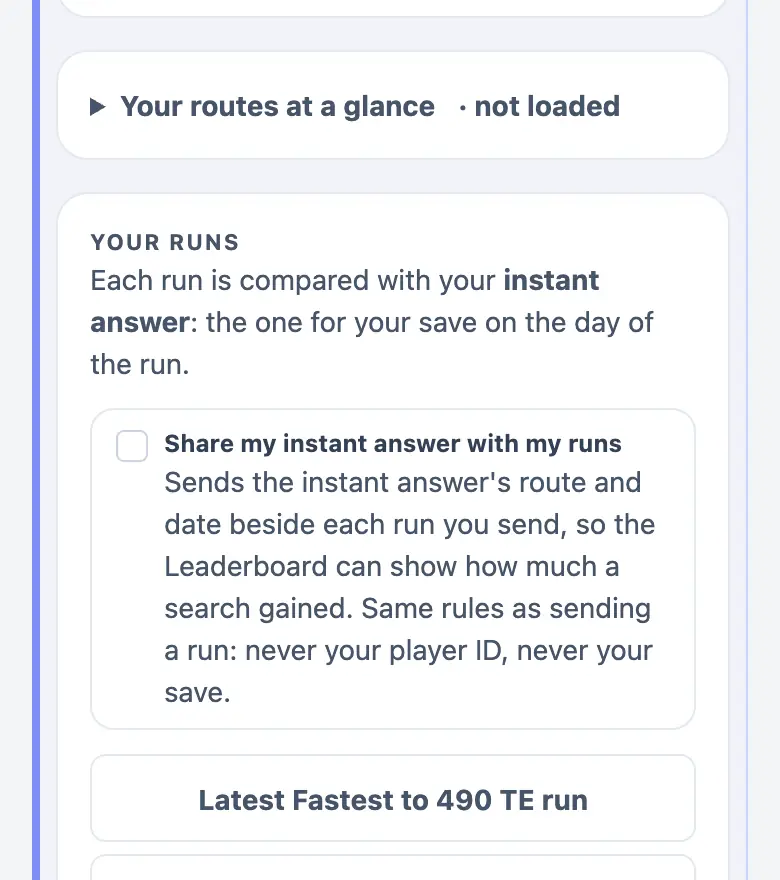 Your routes at a glance · not loaded
YOUR RUNS
Each run is compared with your instant
answer: the one for your save on the day of
the run.
Share my instant answer with my runs
Sends the instant answer's route and
date beside each run you send, so the
Leaderboard can show how much a
search gained. Same rules as sending
a run: never your player ID, never your
save.
Latest Fastest to 490 TE run